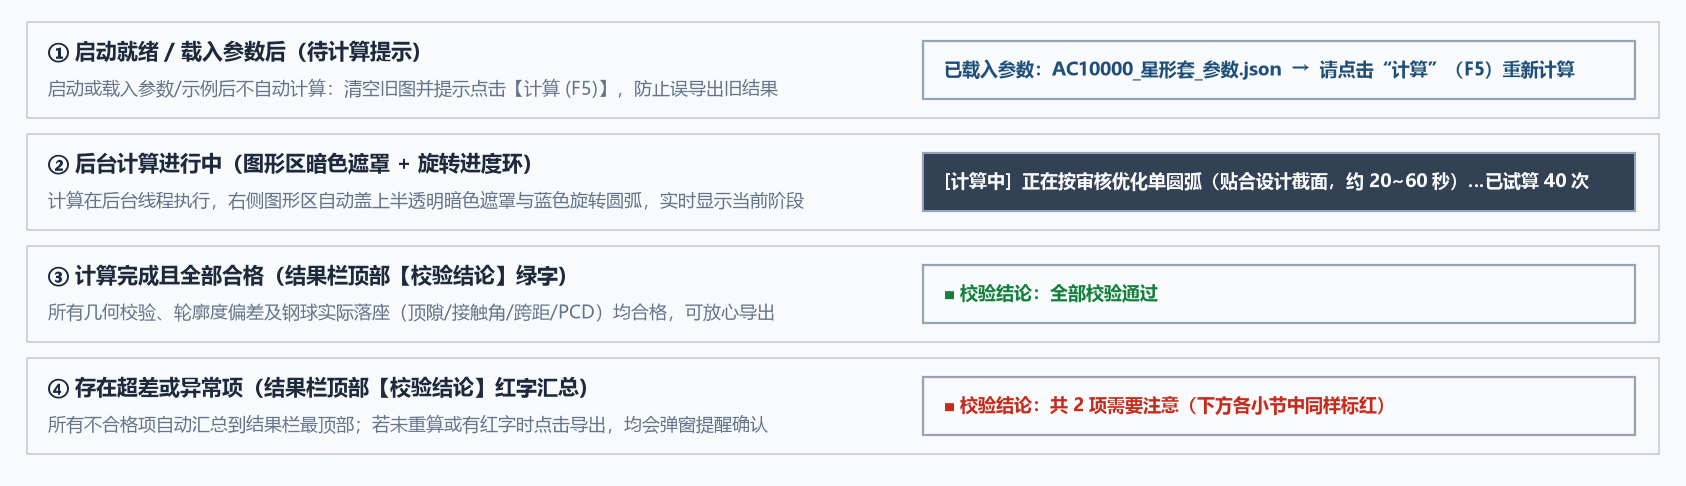 ① 启动就绪 / 载入参数后（待计算提示）
启动或载入参数/示例后不自动计算：清空旧图并提示点击【计算 (F5)】，防止误导出旧结果
已载入参数：AC10000_星形套_参数.json → 请点击“计算”（F5）重新计算
② 后台计算进行中（图形区暗色遮罩 + 旋转进度环）
计算在后台线程执行，右侧图形区自动盖上半透明暗色遮罩与蓝色旋转圆弧，实时显示当前阶段
[计算中] 正在按审核优化单圆弧（贴合设计截面，约 20~60 秒）…已试算 40 次
③ 计算完成且全部合格（结果栏顶部【校验结论】绿字）
所有几何校验、轮廓度偏差及钢球实际落座（顶隙/接触角/跨距/PCD）均合格，可放心导出
■ 校验结论：全部校验通过
④ 存在超差或异常项（结果栏顶部【校验结论】红字汇总）
所有不合格项自动汇总到结果栏最顶部；若未重算或有红字时点击导出，均会弹窗提醒确认
■ 校验结论：共 2 项需要注意（下方各小节中同样标红）